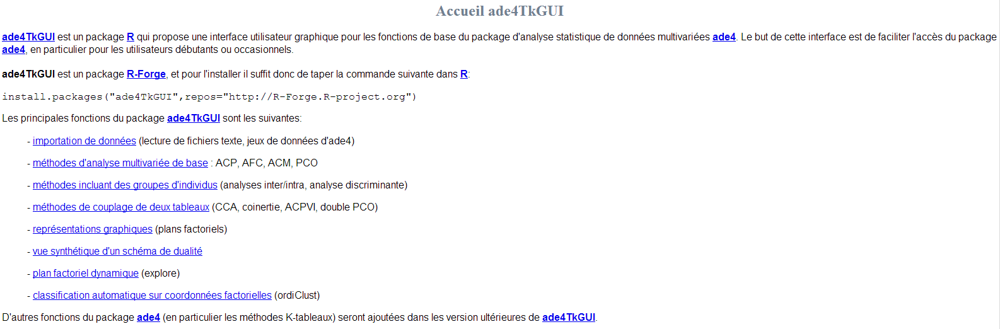 Accueil ade4TkGUI
ade4TkGUI est un package R qui propose une interface utilisateur graphique pour les fonctions de base du package d'analyse statistique de données multivariées ade4. Le but de cette interface est de faciliter l'accès du package
ade4, en particulier pour les utilisateurs débutants ou occasionnels.
ade4TkGUI est un package R-Forge, et pour l'installer il suffit donc de taper la commande suivante dans R:
install.packages("ade4TkGUI",repos="http://R-Forge.R-project.org")
Les principales fonctions du package ade4TkGUI sont les suivantes:
- importation de données (lecture de fichiers texte, jeux de données d'ade4)
- méthodes d'analyse multivariée de base : ACP, AFC, ACM, PCO
- méthodes incluant des groupes d'individus (analyses inter/intra, analyse discriminante)
- méthodes de couplage de deux tableaux (CCA, coinertie, ACPVI, double PCO)
- représentations graphiques (plans factoriels)
- vue synthétique d'un schéma de dualité
- plan factoriel dynamique (explore)
- classification automatique sur coordonnées factorielles (ordiClust)
D'autres fonctions du package ade4 (en particulier les méthodes K-tableaux) seront ajoutées dans les version ultérieures de ade4TkGUI.